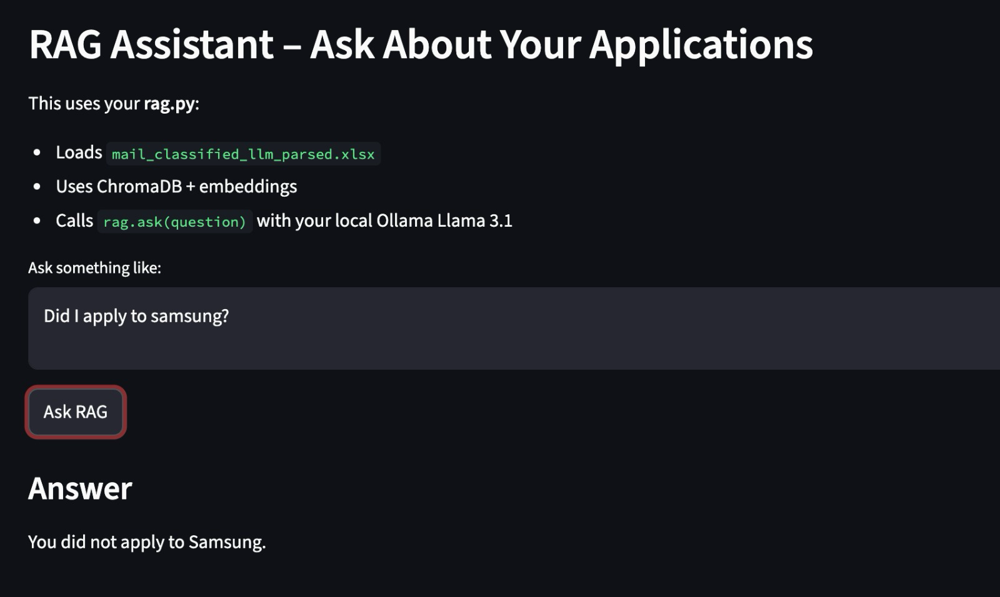 RAG Assistant – Ask About Your Applications
This uses your rag.py:
Loads mail_classified_llm_parsed.xlsx
Uses ChromaDB + embeddings
Calls rag.ask(question) with your local Ollama Llama 3.1
Ask something like:
Did I apply to samsung?
Ask RAG
Answer
You did not apply to Samsung.